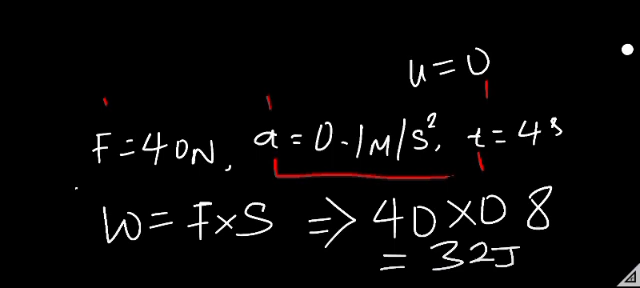 u = 0
F = 40N, a = 0.1M/S², t = 4s
W = F×S ⇒ 40×0 8
= 32J